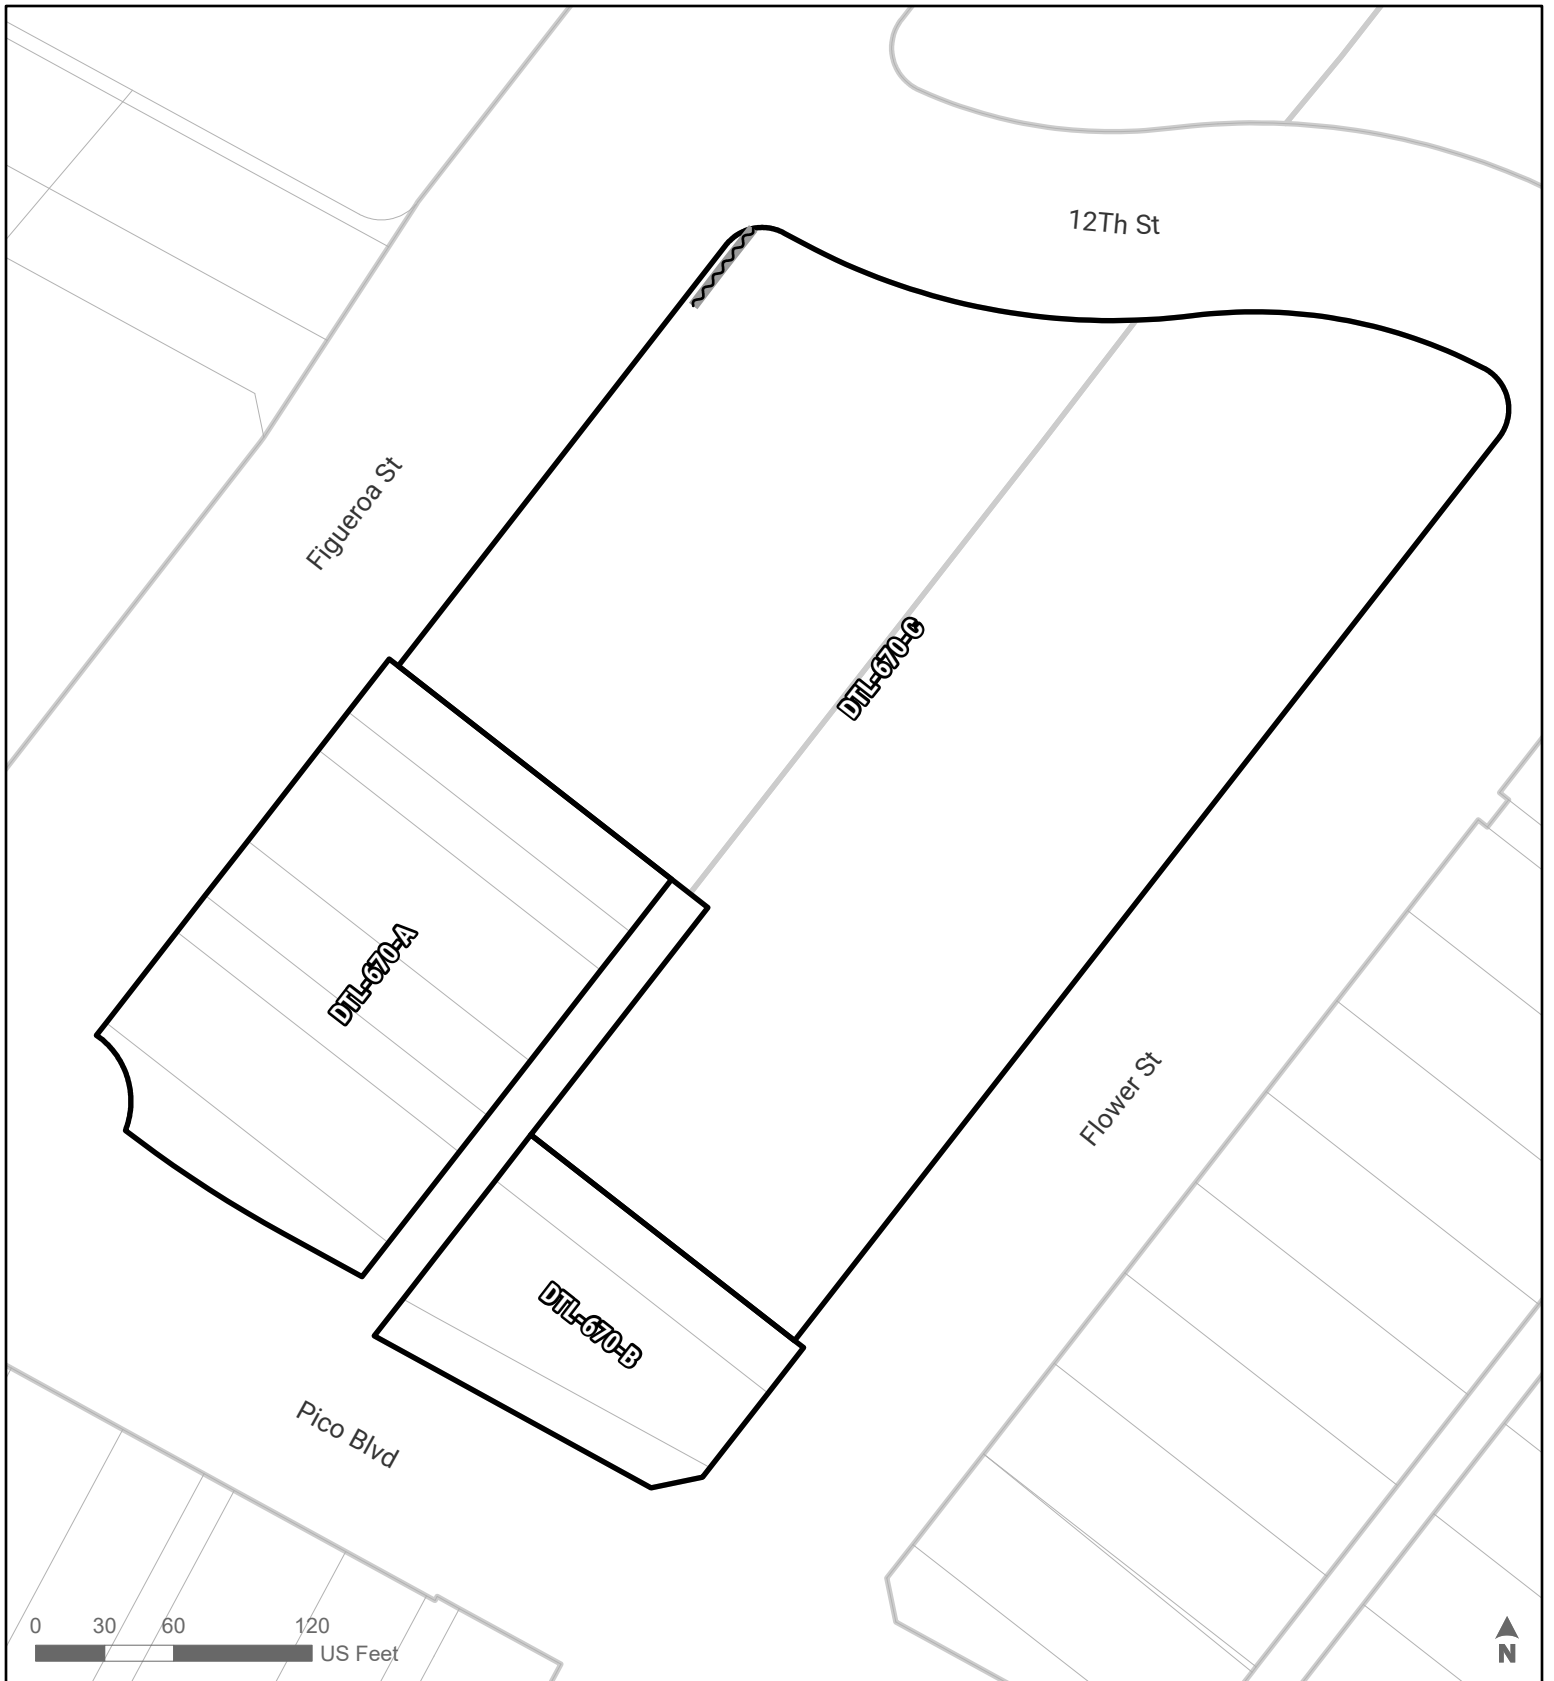 12Th St
Figueroa St
DTL-670-C
DTL-670-A
Flower St
DTL-670-B
Pico Blvd
0 30 60 120
US Feet
N